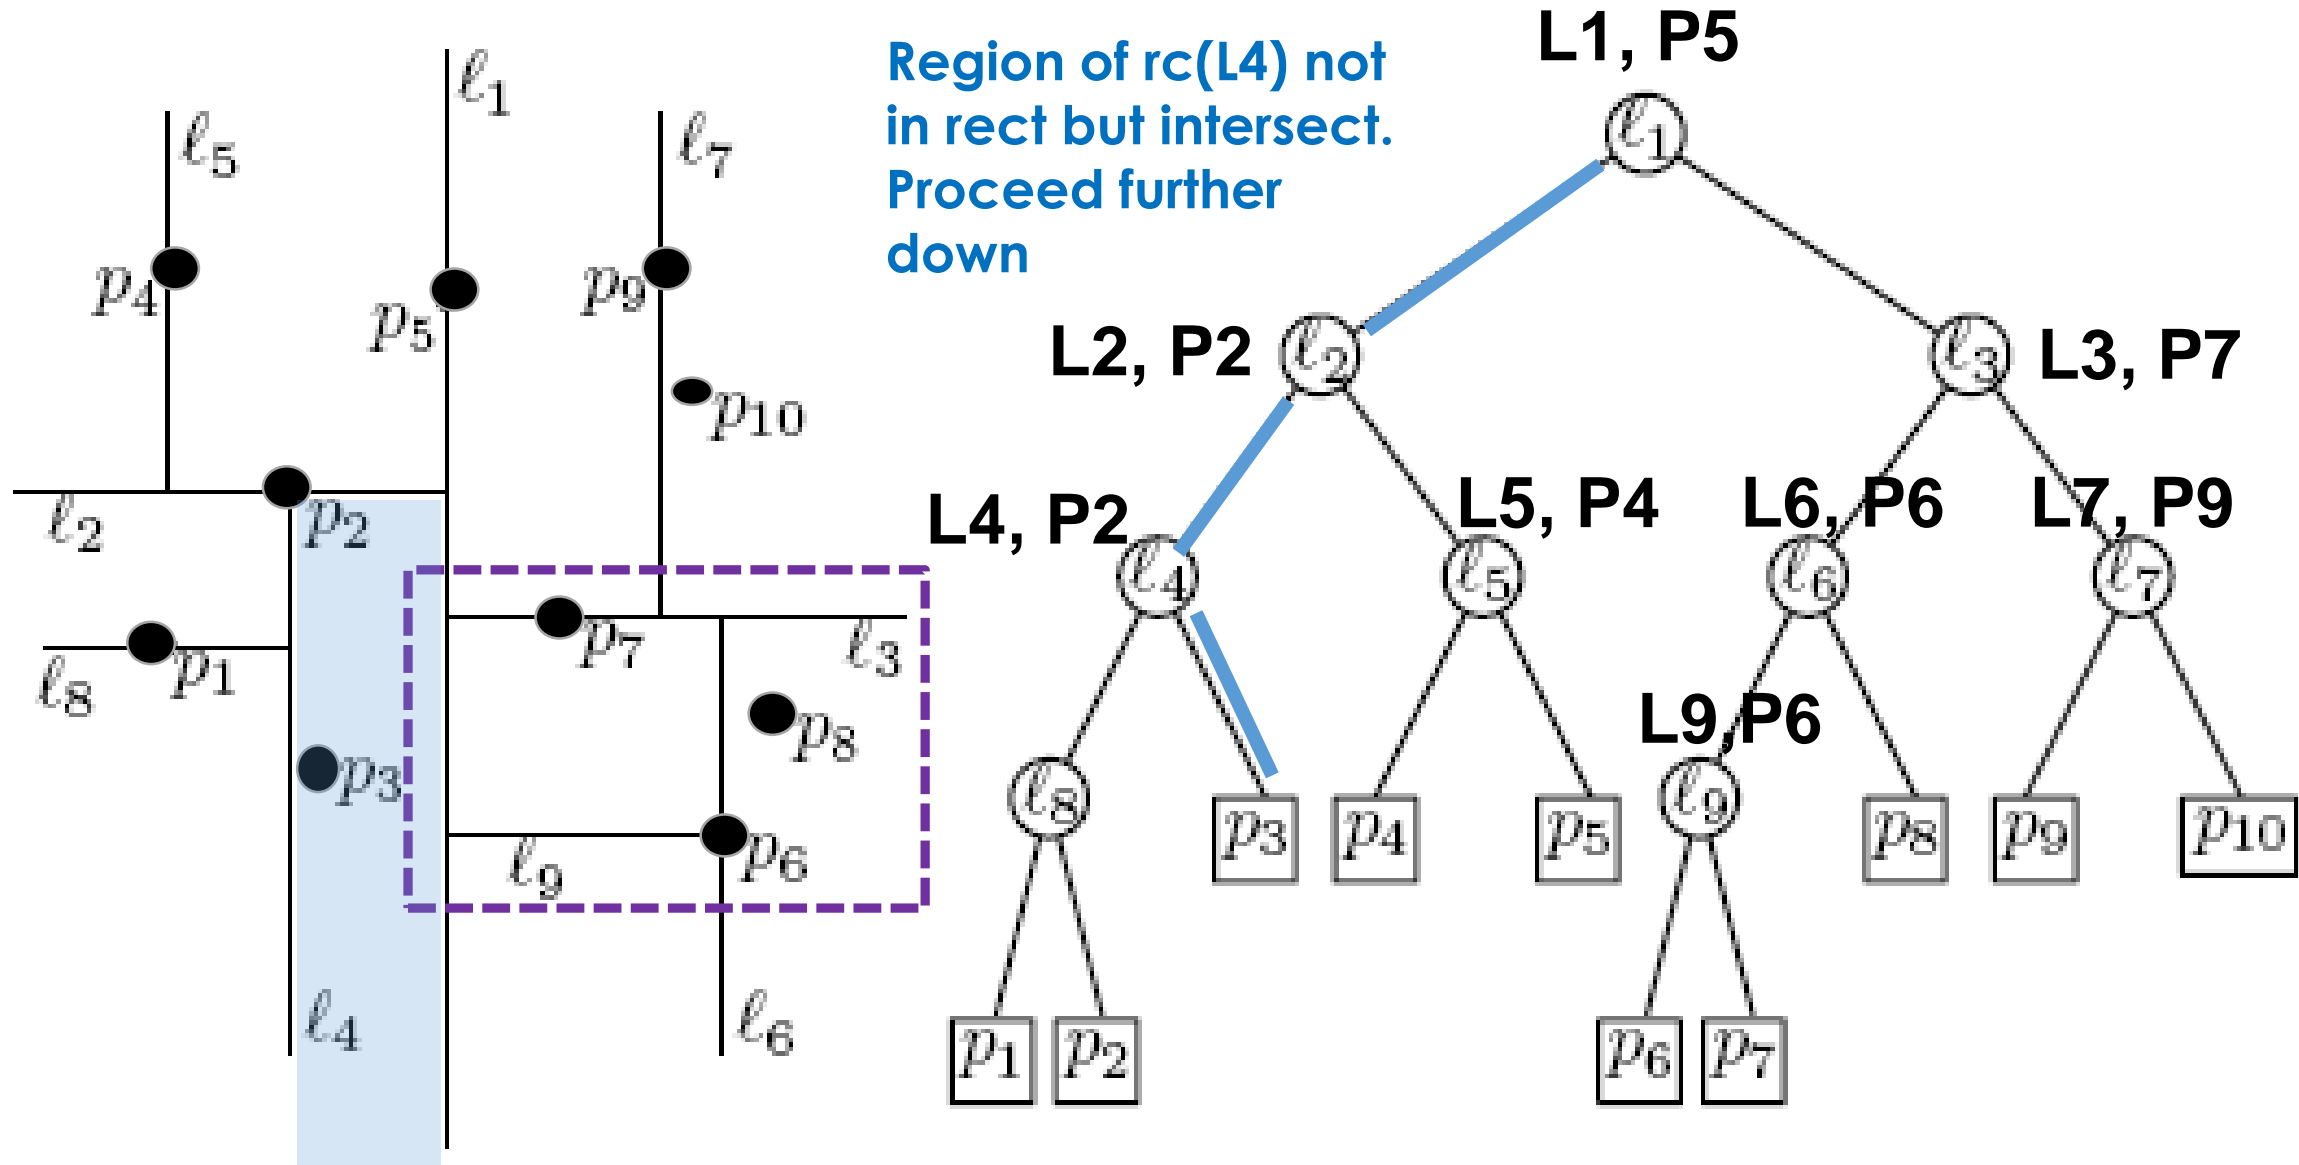 ℓ1
ℓ5
ℓ7
p4
p5
p9
p10
ℓ2
p2
p7
ℓ3
p1
ℓ8
p8
p3
ℓ9
p6
ℓ4
ℓ6
Region of rc(L4) not
in rect but intersect.
Proceed further
down
L1, P5
ℓ1
L2, P2
ℓ2
ℓ3
L3, P7
L4, P2
L5, P4
L6, P6
L7, P9
ℓ4
ℓ5
ℓ6
ℓ7
L9,P6
ℓ8
p3
p4
p5
ℓ9
p8
p9
p10
p1
p2
p6
p7